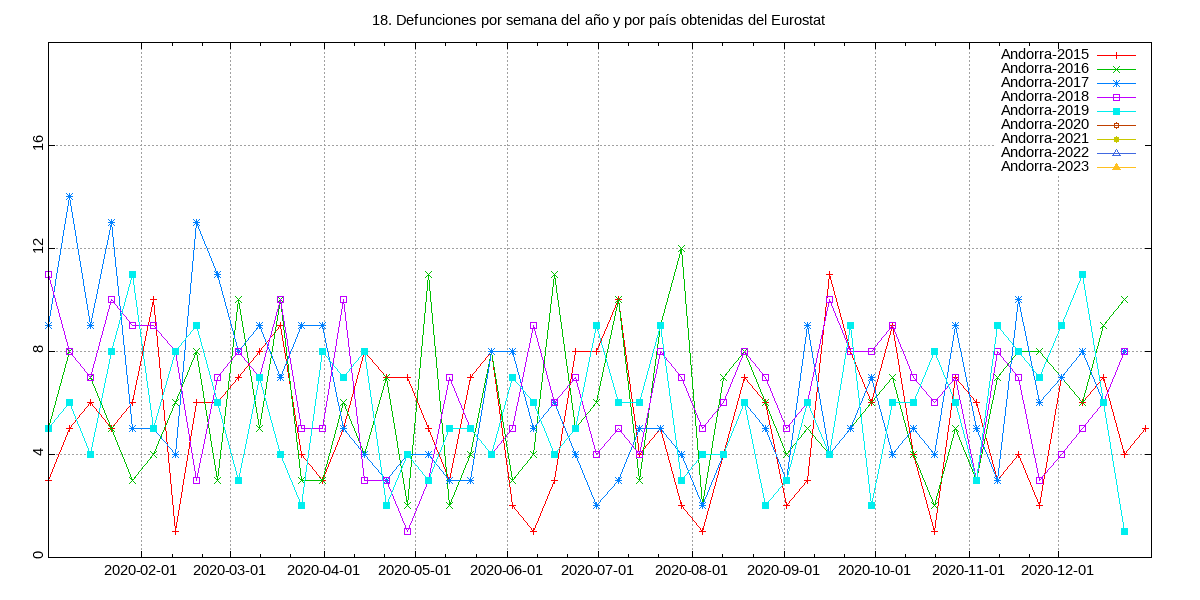 18. Defunciones por semana del año y por país obtenidas del Eurostat
Andorra-2015
Andorra-2016
Andorra-2017
Andorra-2018
Andorra-2019
Andorra-2020
Andorra-2021
Andorra-2022
Andorra-2023
16
12
8
4
0
2020-02-01 2020-03-01 2020-04-01 2020-05-01 2020-06-01 2020-07-01 2020-08-01 2020-09-01 2020-10-01 2020-11-01 2020-12-01